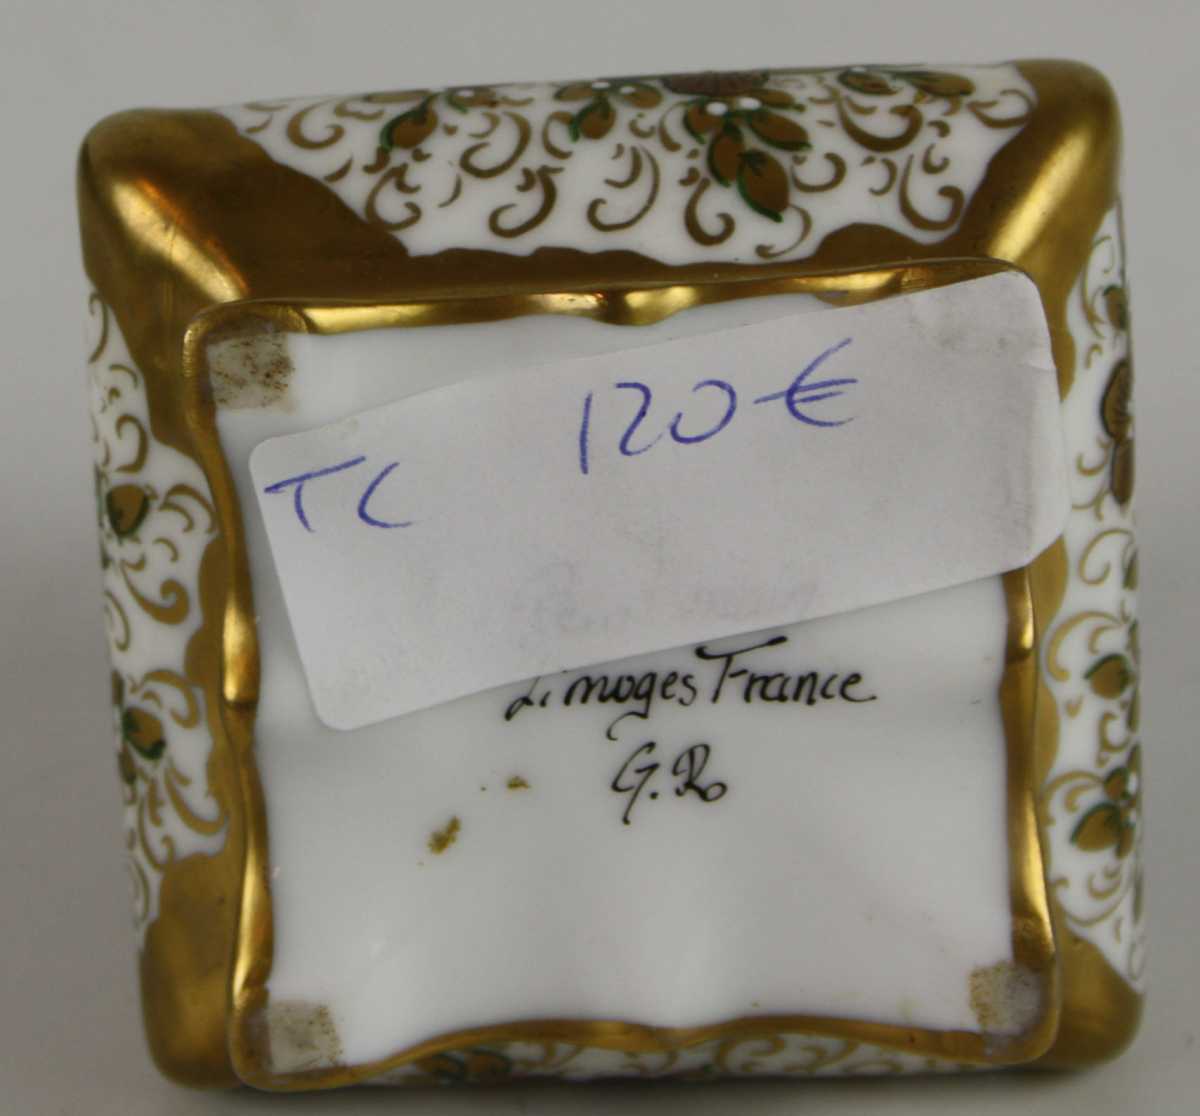 120€
TC
Limoges France
G.R.